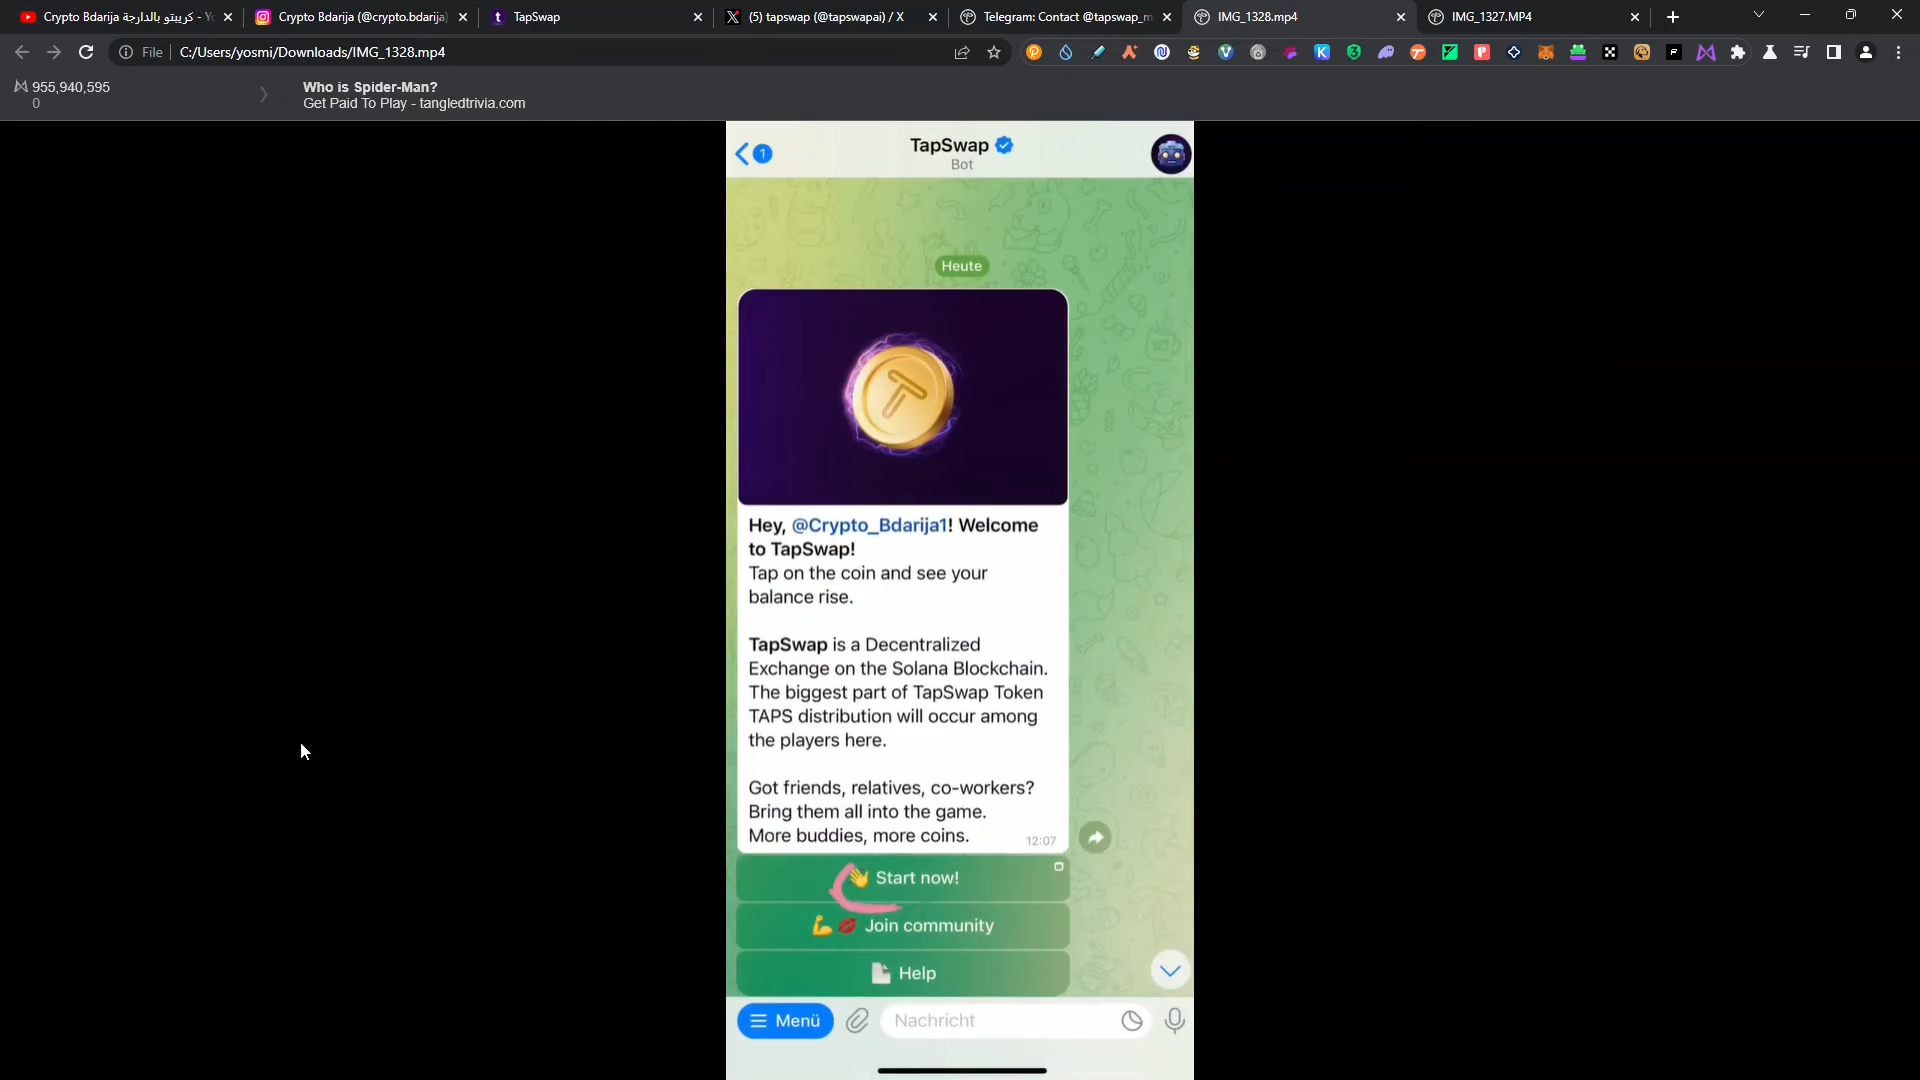 Crypto Bdarija كريبتو بالدارجة - Y
Crypto Bdarija (@crypto.bdarija)
TapSwap
(5) tapswap (@tapswapai) / X
Telegram: Contact @tapswap_m
IMG_1328.mp4
IMG_1327.MP4
File
C:/Users/yosmi/Downloads/IMG_1328.mp4
955,940,595
0
Who is Spider-Man?
Get Paid To Play - tangledtrivia.com
1
TapSwap
Bot
Heute
Hey, @Crypto_Bdarija1! Welcome
to TapSwap!
Tap on the coin and see your
balance rise.
TapSwap is a Decentralized
Exchange on the Solana Blockchain.
The biggest part of TapSwap Token
TAPS distribution will occur among
the players here.
Got friends, relatives, co-workers?
Bring them all into the game.
More buddies, more coins.
12:07
👋 Start now!
💪 💋 Join community
📄 Help
Menü
Nachricht